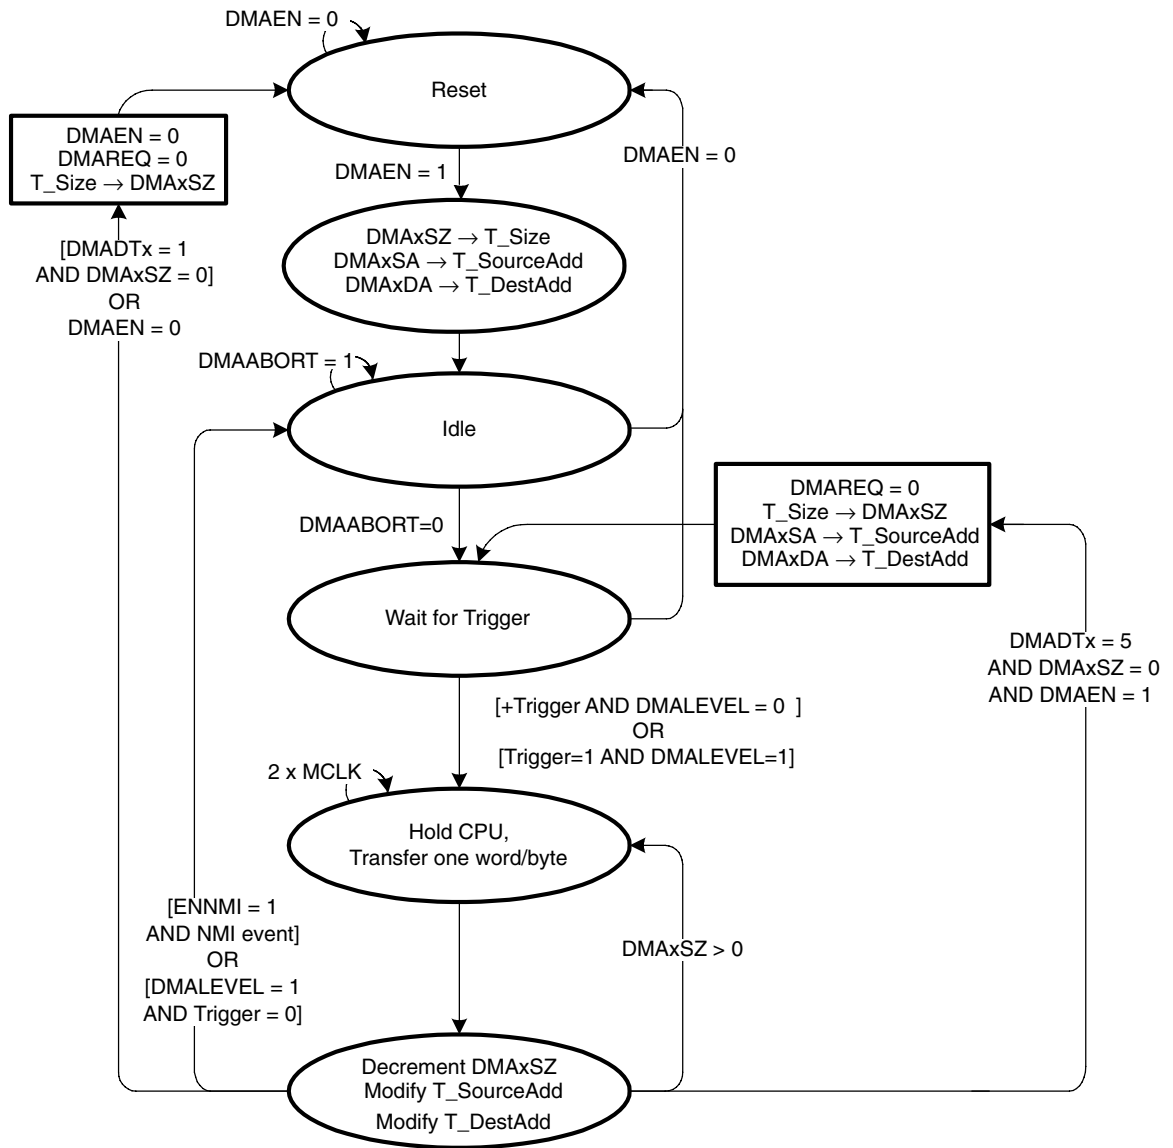 DMAEN = 0
Reset
DMAEN = 0
DMAREQ = 0
T_Size → DMAxSZ
DMAEN = 0
DMAEN = 1
[DMADTx = 1
AND DMAxSZ = 0]
OR
DMAEN = 0
DMAxSZ → T_Size
DMAxSA → T_SourceAdd
DMAxDA → T_DestAdd
DMAABORT = 1
Idle
DMAABORT=0
DMAREQ = 0
T_Size → DMAxSZ
DMAxSA → T_SourceAdd
DMAxDA → T_DestAdd
Wait for Trigger
DMADTx = 5
AND DMAxSZ = 0
AND DMAEN = 1
[+Trigger AND DMALEVEL = 0 ]
OR
[Trigger=1 AND DMALEVEL=1]
2 x MCLK
Hold CPU,
Transfer one word/byte
[ENNMI = 1
AND NMI event]
OR
[DMALEVEL = 1
AND Trigger = 0]
DMAxSZ > 0
Decrement DMAxSZ
Modify T_SourceAdd
Modify T_DestAdd